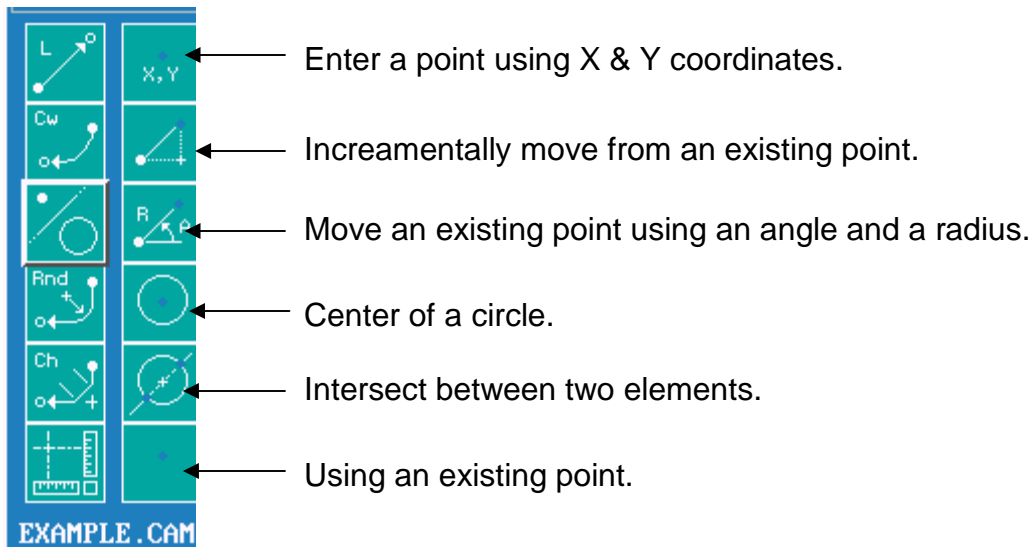 L
X,Y
Enter a point using X & Y coordinates.
Cw
Increamentally move from an existing point.
R A
Move an existing point using an angle and a radius.
Rnd
Center of a circle.
Ch
Intersect between two elements.
Using an existing point.
EXAMPLE.CAM